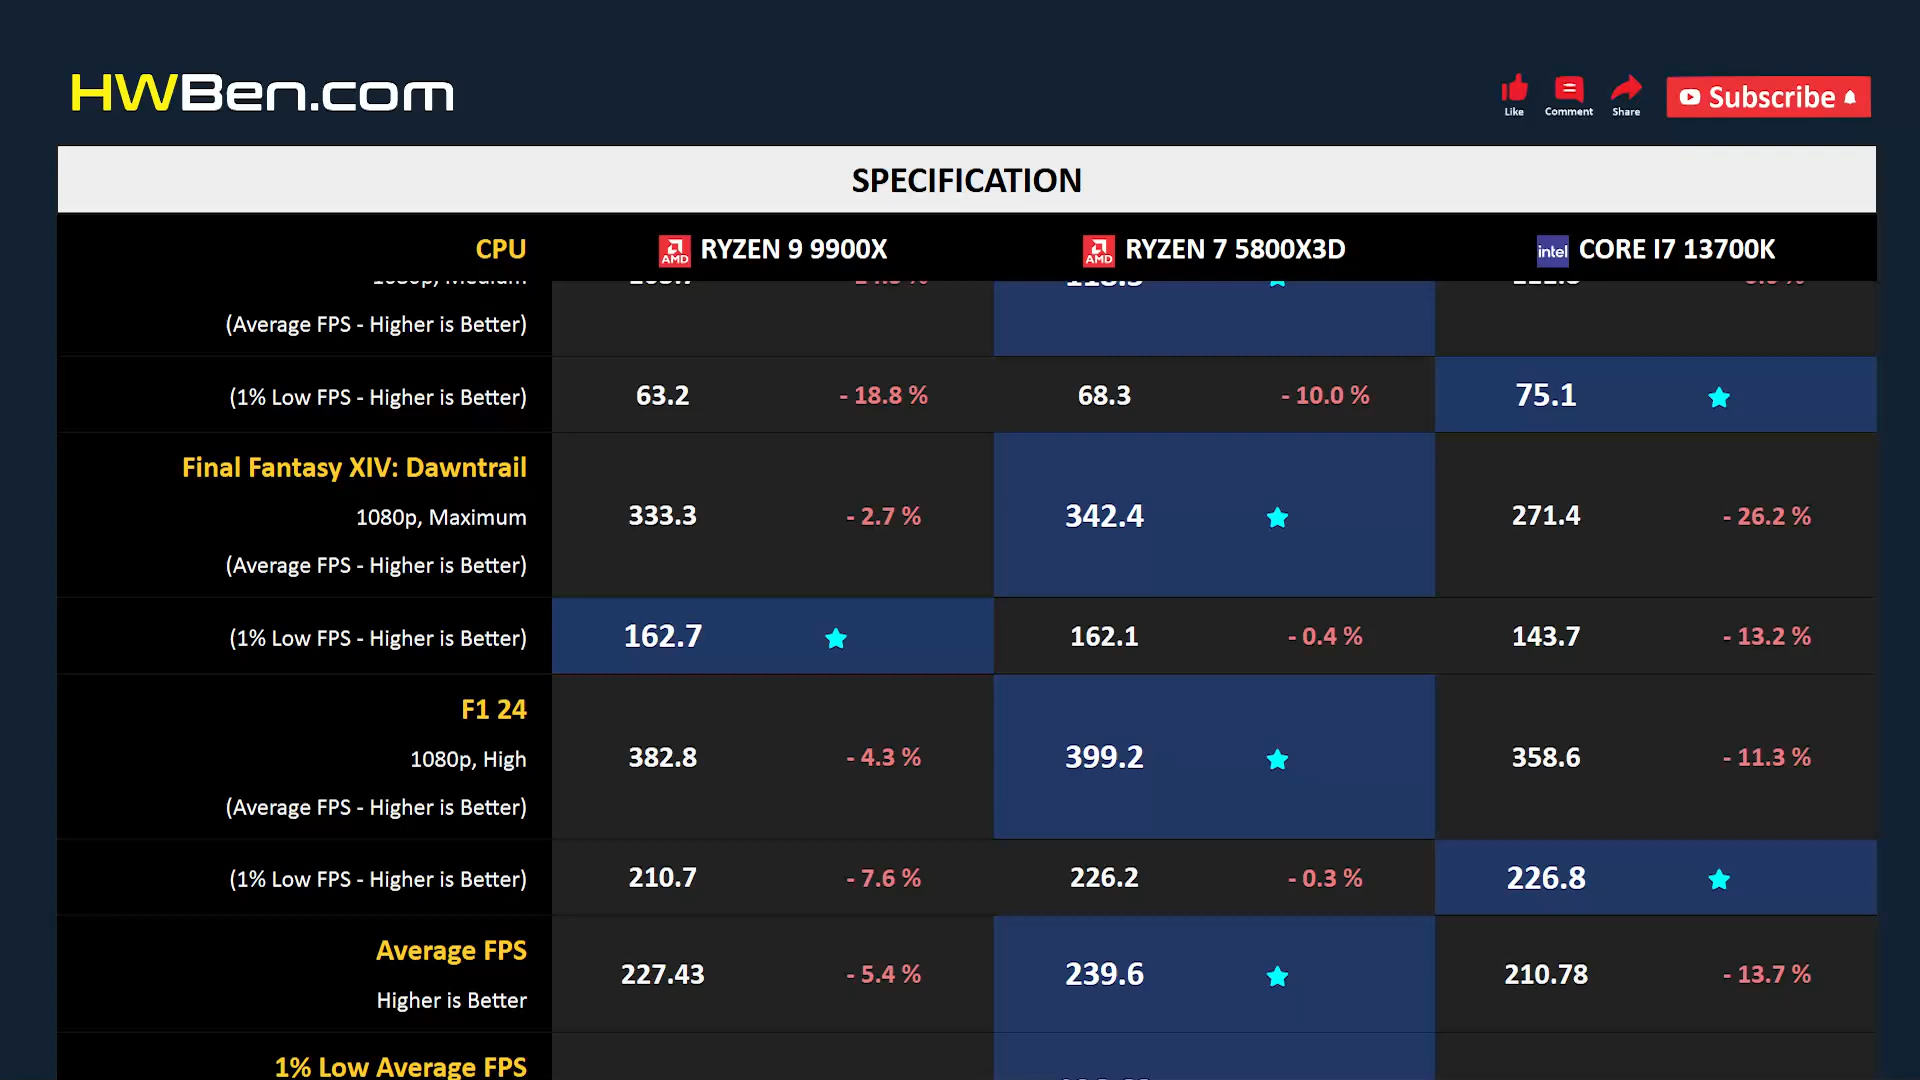 HWBen.com
Like Comment Share Subscribe
SPECIFICATION
CPU AMD RYZEN 9 9900X AMD RYZEN 7 5800X3D intel CORE I7 13700K
(Average FPS - Higher is Better)
(1% Low FPS - Higher is Better) 63.2 - 18.8 % 68.3 - 10.0 % 75.1
Final Fantasy XIV: Dawntrail
1080p, Maximum 333.3 - 2.7 % 342.4 271.4 - 26.2 %
(Average FPS - Higher is Better)
(1% Low FPS - Higher is Better) 162.7 162.1 - 0.4 % 143.7 - 13.2 %
F1 24
1080p, High 382.8 - 4.3 % 399.2 358.6 - 11.3 %
(Average FPS - Higher is Better)
(1% Low FPS - Higher is Better) 210.7 - 7.6 % 226.2 - 0.3 % 226.8
Average FPS
227.43 - 5.4 % 239.6 210.78 - 13.7 %
Higher is Better
1% Low Average FPS